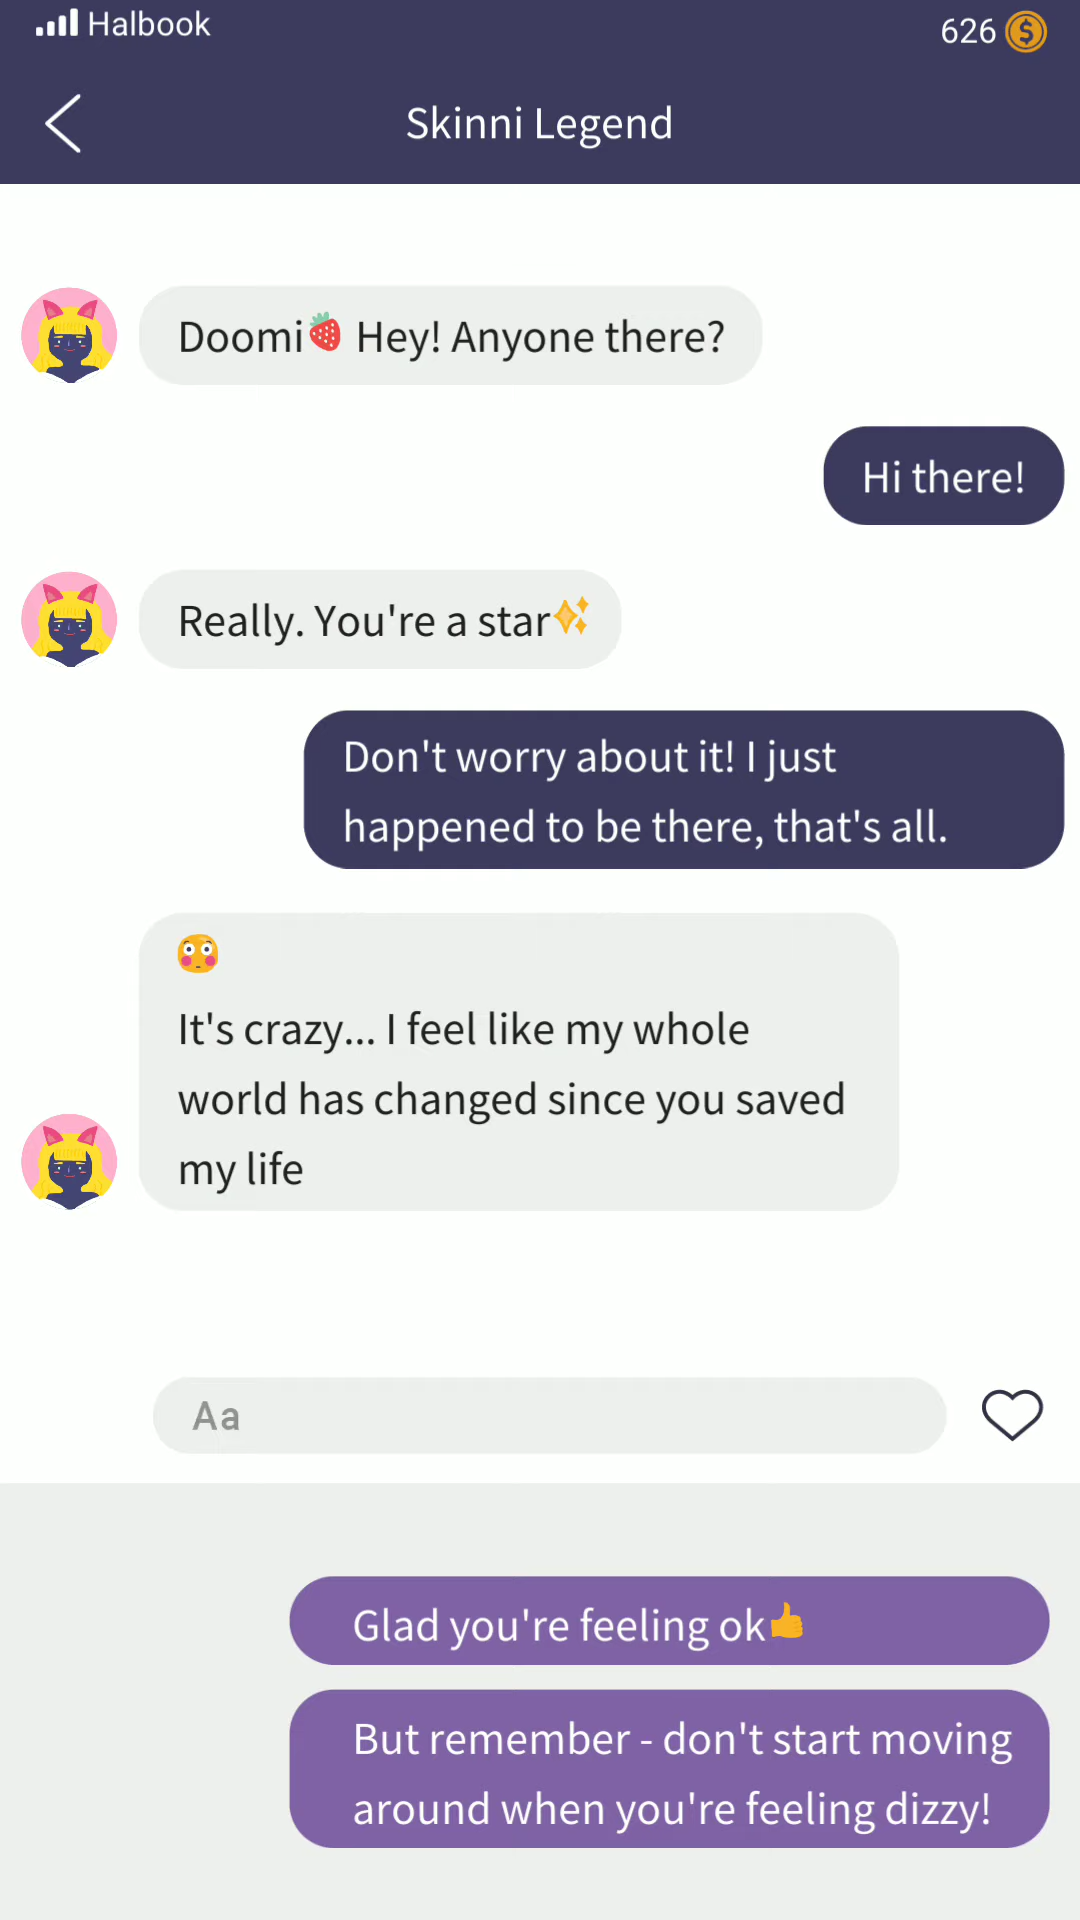 Halbook
626
Skinni Legend
Doomi🍓 Hey! Anyone there?
Hi there!
Really. You're a star✨
Don't worry about it! I just
happened to be there, that's all.
😳
It's crazy... I feel like my whole
world has changed since you saved
my life
Aa
Glad you're feeling ok👍
But remember - don't start moving
around when you're feeling dizzy!